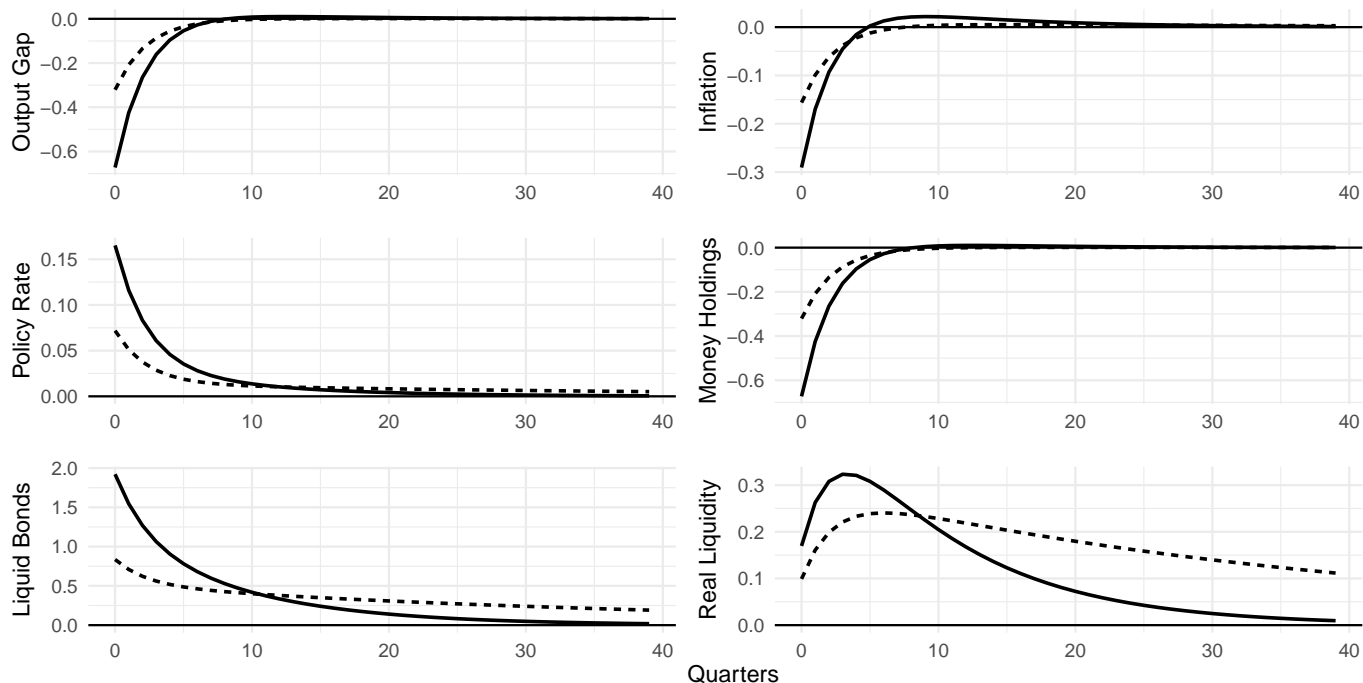 Output Gap
0.0
−0.2
−0.4
−0.6
0 10 20 30 40
Inflation
0.0
−0.1
−0.2
−0.3
0 10 20 30 40
Policy Rate
0.15
0.10
0.05
0.00
0 10 20 30 40
Money Holdings
0.0
−0.2
−0.4
−0.6
0 10 20 30 40
Liquid Bonds
2.0
1.5
1.0
0.5
0.0
0 10 20 30 40
Real Liquidity
0.3
0.2
0.1
0.0
0 10 20 30 40
Quarters